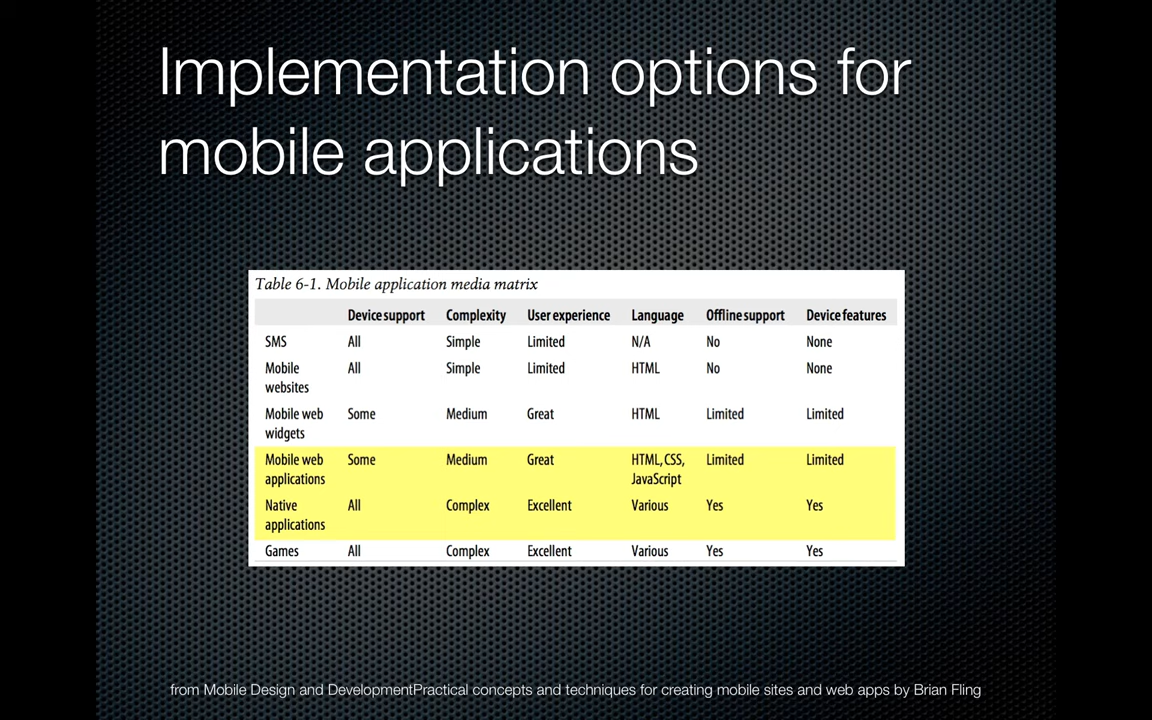 Implementation options for
mobile applications
Table 6-1. Mobile application media matrix
Device support Complexity User experience Language Offline support Device features
SMS All Simple Limited N/A No None
Mobile websites All Simple Limited HTML No None
Mobile web widgets Some Medium Great HTML Limited Limited
Mobile web applications Some Medium Great HTML, CSS, JavaScript Limited Limited
Native applications All Complex Excellent Various Yes Yes
Games All Complex Excellent Various Yes Yes
from Mobile Design and DevelopmentPractical concepts and techniques for creating mobile sites and web apps by Brian Fling